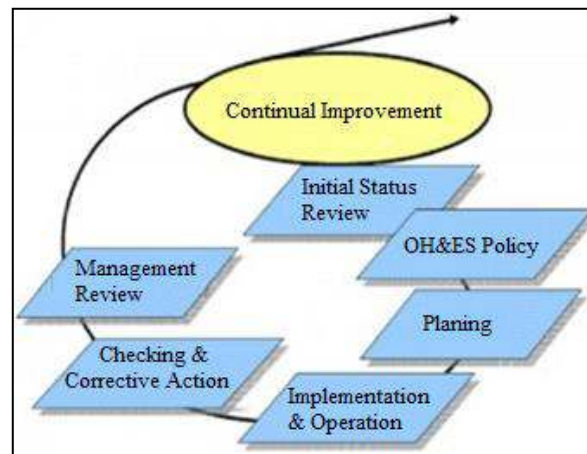 Continual Improvement
Initial Status
Review
OH&ES Policy
Planing
Implementation
& Operation
Checking &
Corrective Action
Management
Review